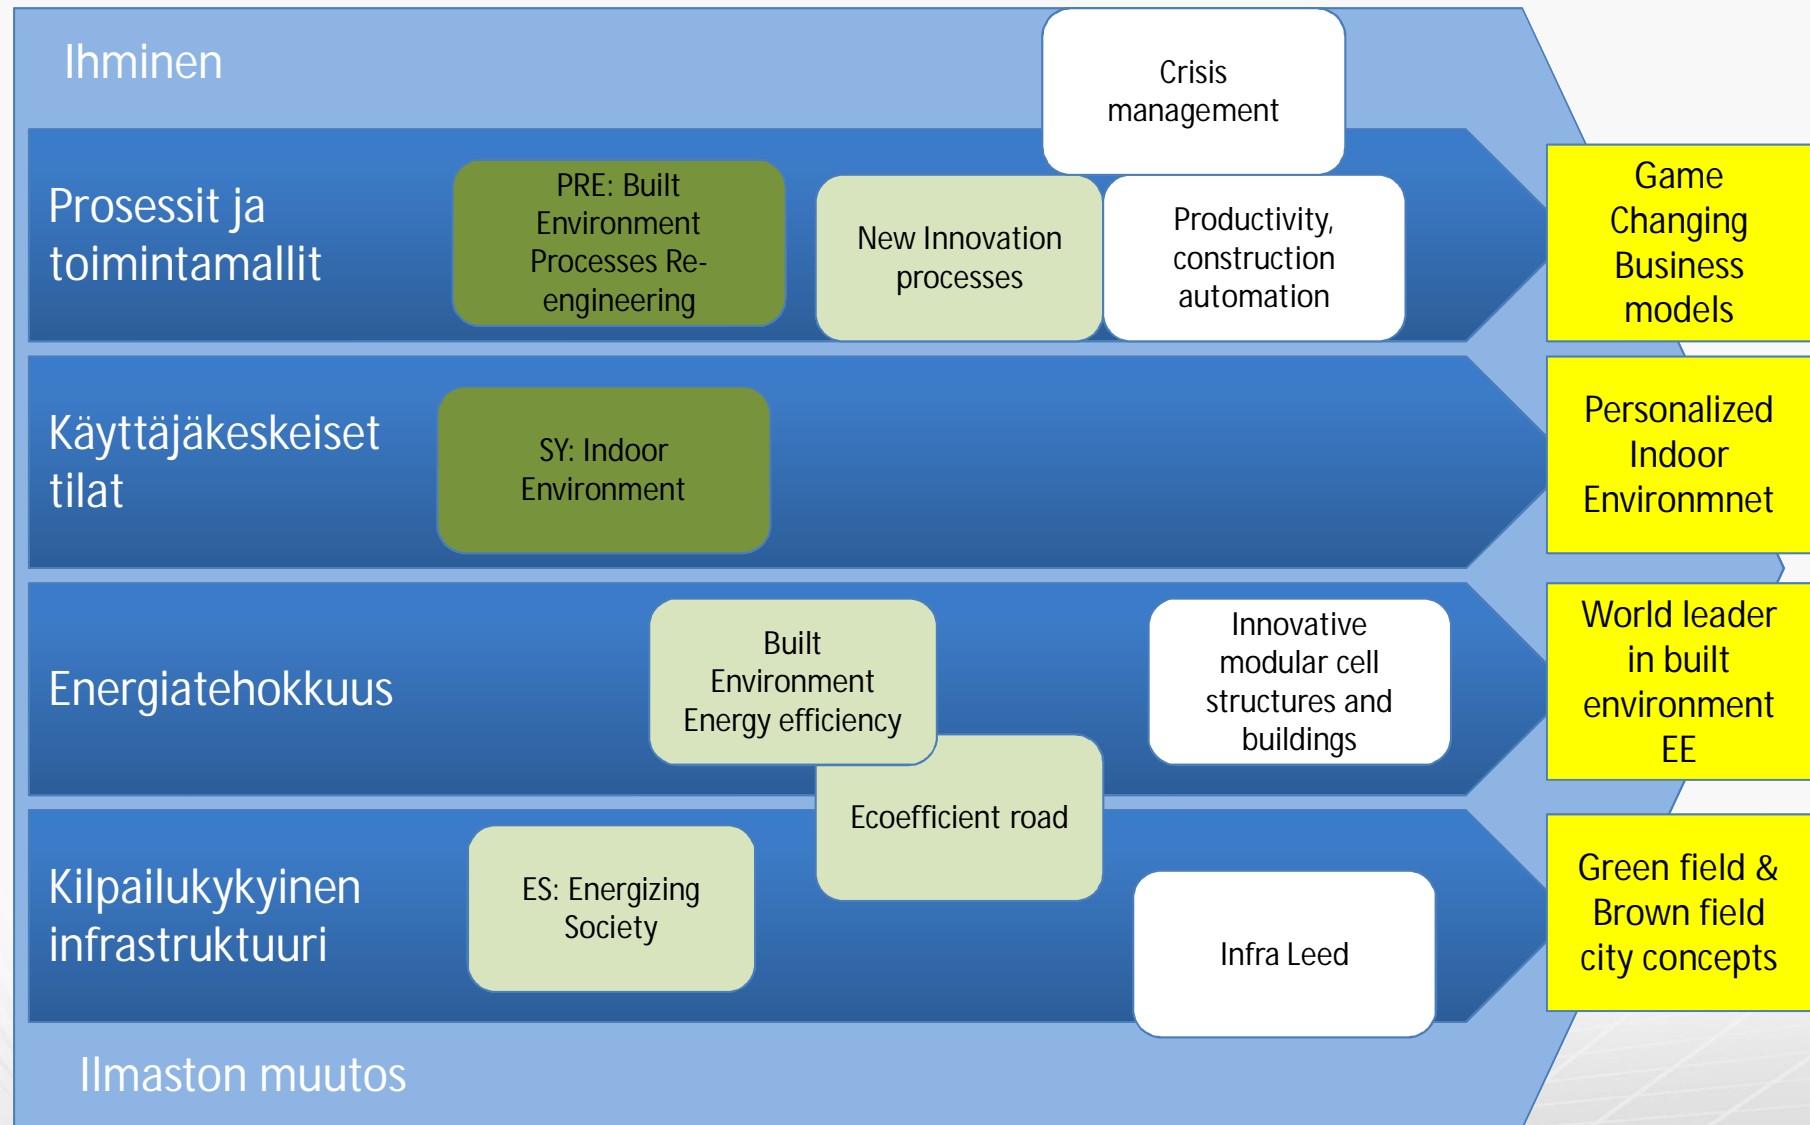 Ihminen
Crisis
management
Prosessit ja
toimintamallit
PRE: Built
Environment
Processes Re-
engineering
New Innovation
processes
Productivity,
construction
automation
Game
Changing
Business
models
Käyttäjäkeskeiset
tilat
SY: Indoor
Environment
Personalized
Indoor
Environmnet
Energiatehokkuus
Built
Environment
Energy efficiency
Innovative
modular cell
structures and
buildings
World leader
in built
environment
EE
Ecoefficient road
Kilpailukykyinen
infrastruktuuri
ES: Energizing
Society
Infra Leed
Green field &
Brown field
city concepts
Ilmaston muutos